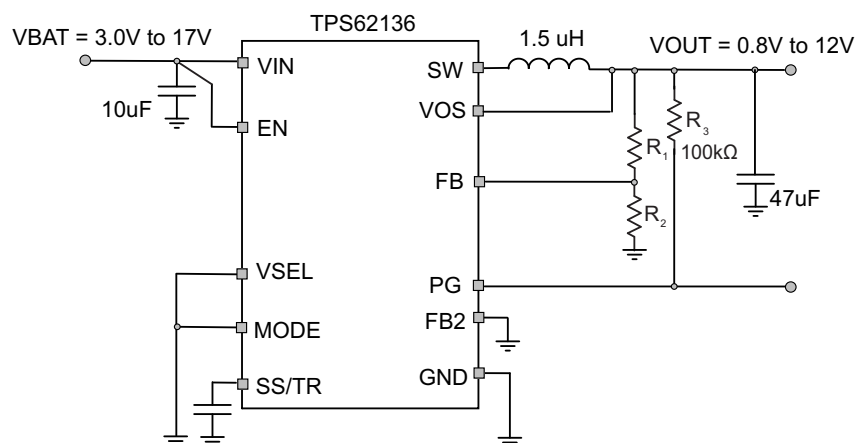 TPS62136
VBAT = 3.0V to 17V
1.5 uH
VOUT = 0.8V to 12V
VIN
SW
10uF
VOS
EN
R3
R1
100kΩ
FB
47uF
R2
VSEL
PG
MODE
FB2
SS/TR
GND